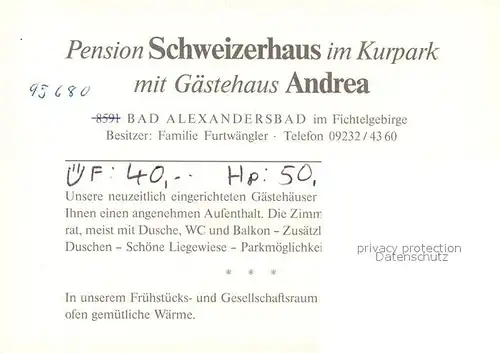 Pension Schweizerhaus im Kurpark
mit Gästehaus Andrea
95680
8591 BAD ALEXANDERSBAD im Fichtelgebirge
Besitzer: Familie Furtwängler · Telefon 09232/4360
ÜF: 40,-- Hp: 50,
Unsere neuzeitlich eingerichteten Gästehäuser
Ihnen einen angenehmen Aufenthalt. Die Zimm
rat, meist mit Dusche, WC und Balkon – Zusätzl
Duschen – Schöne Liegewiese – Parkmöglichkei
privacy protection
Datenschutz
* * *
In unserem Frühstücks- und Gesellschaftsraum
ofen gemütliche Wärme.